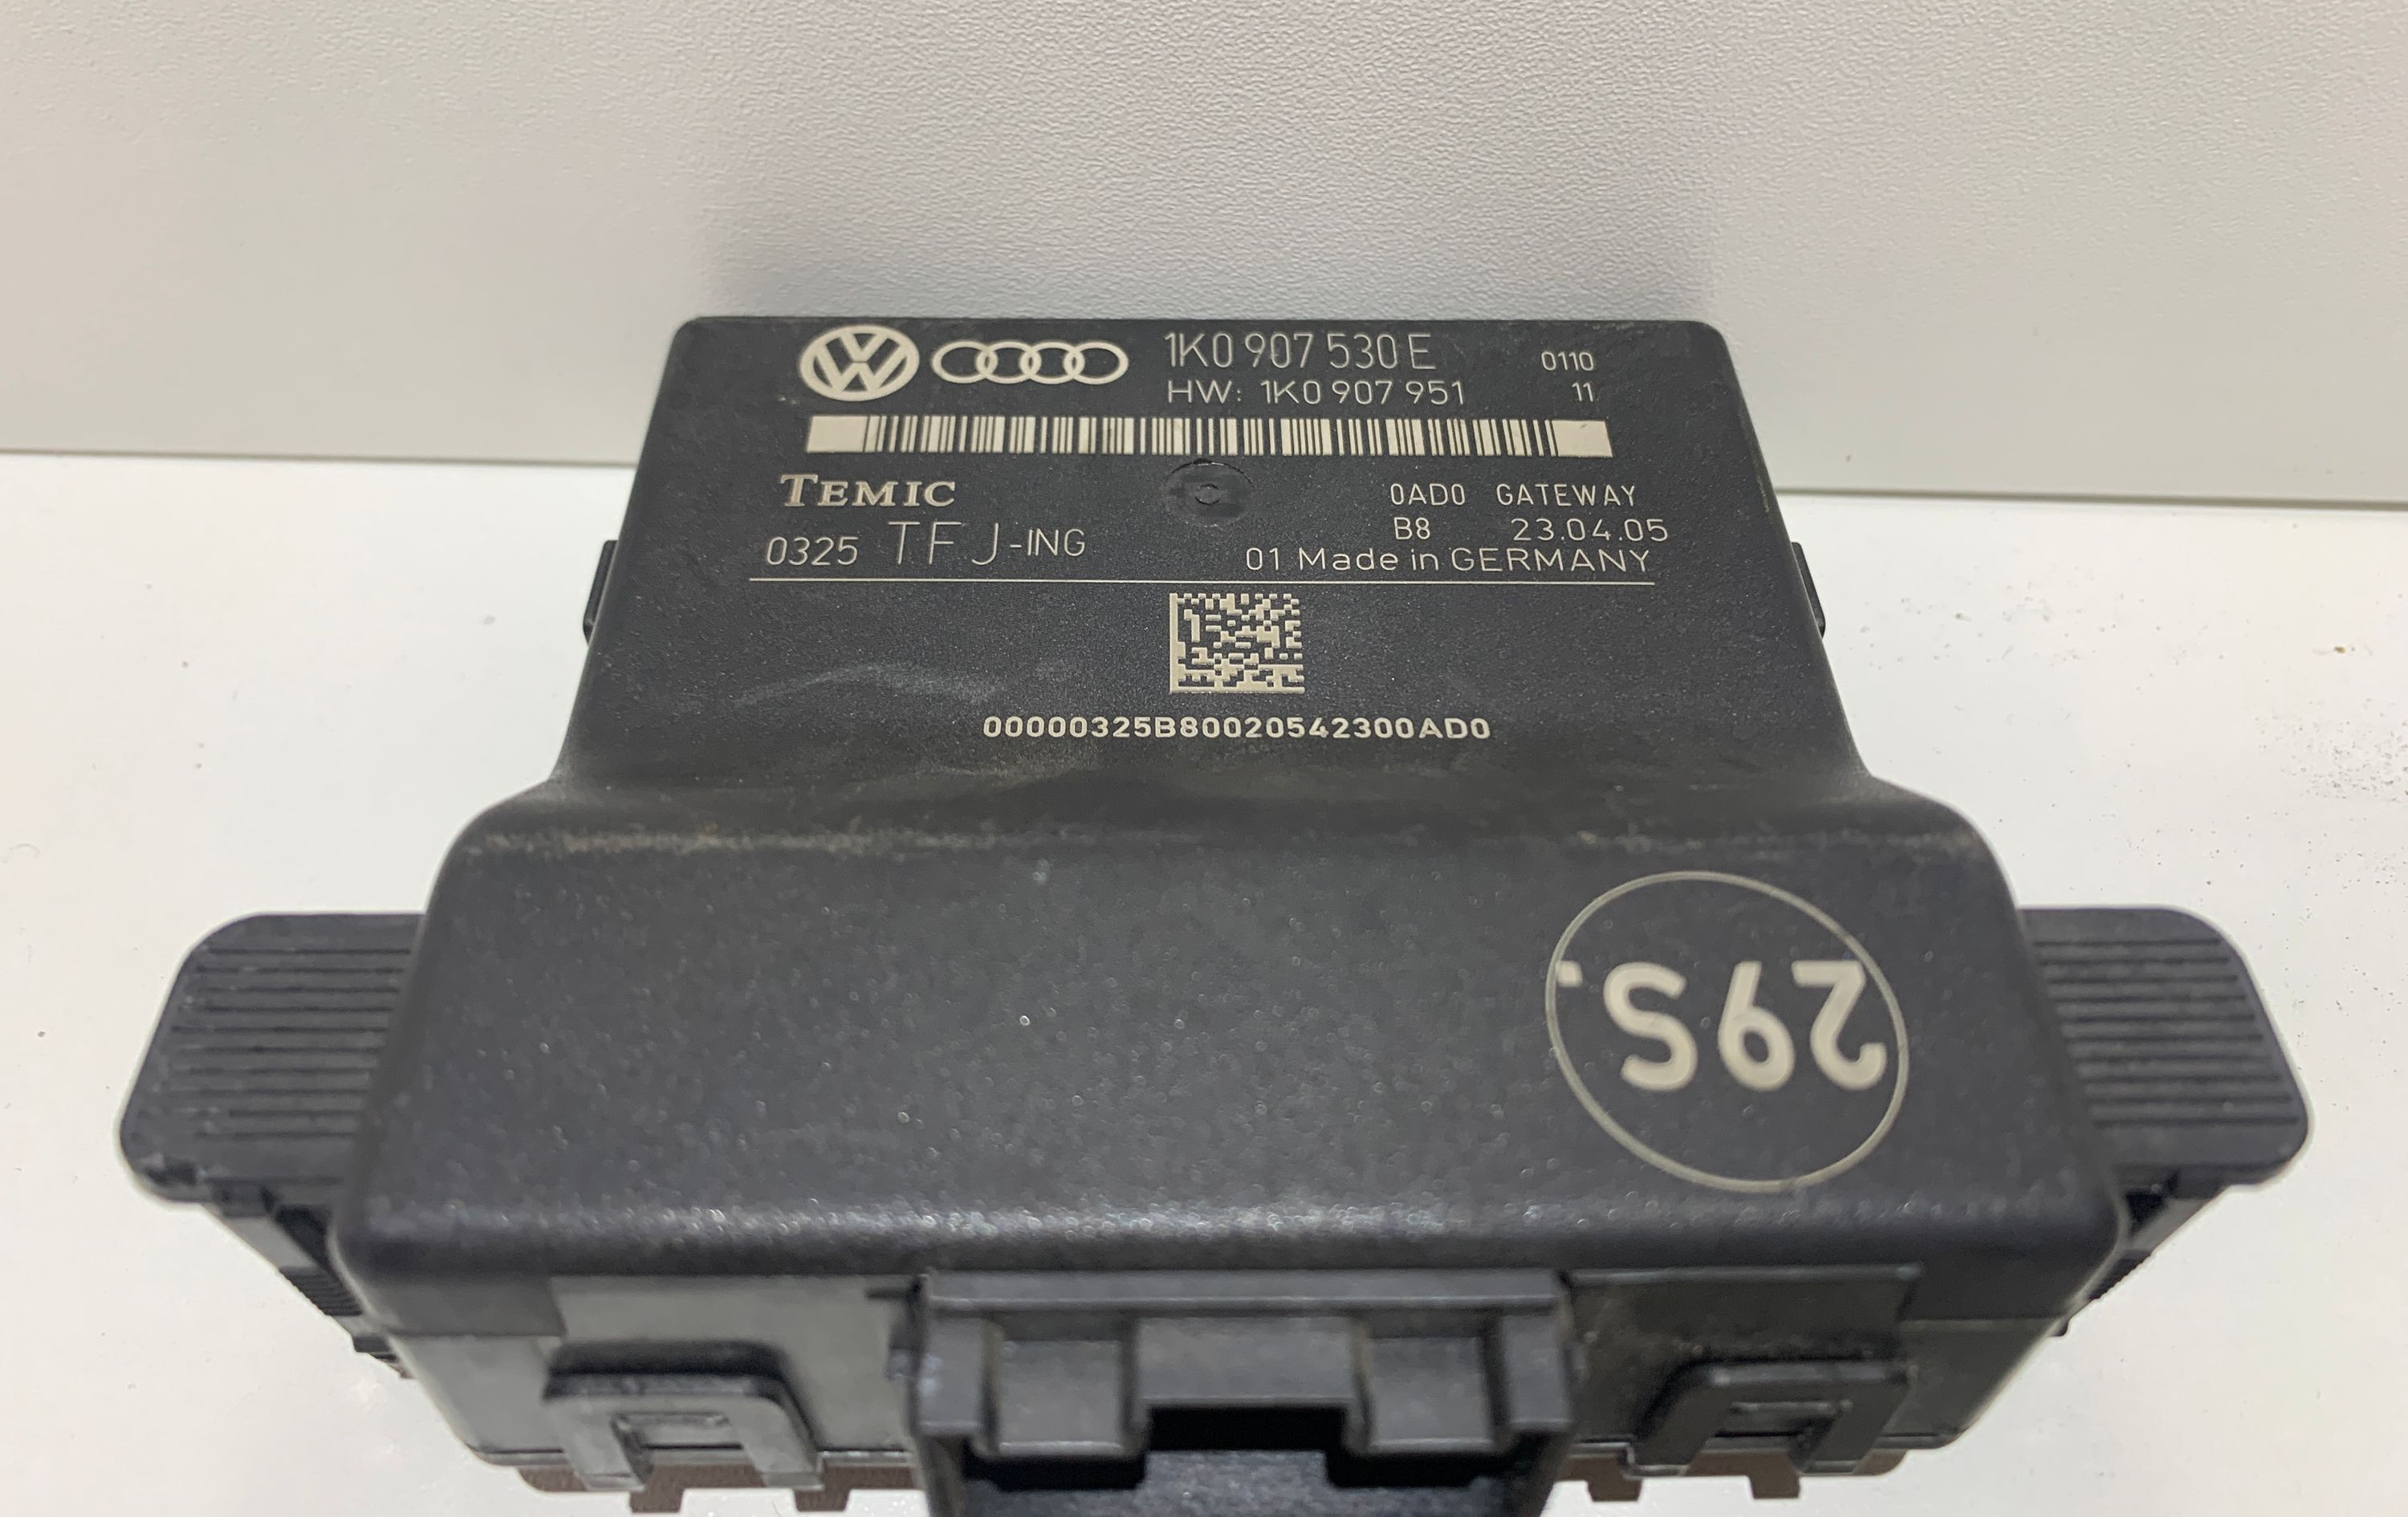 1K0 907 530 E 0110
HW: 1K0 907 951 11
TEMIC 0AD0 GATEWAY
B8 23.04.05
0325 TFJ-ING 01 Made in GERMANY
00000325B80020542300AD0
29S.